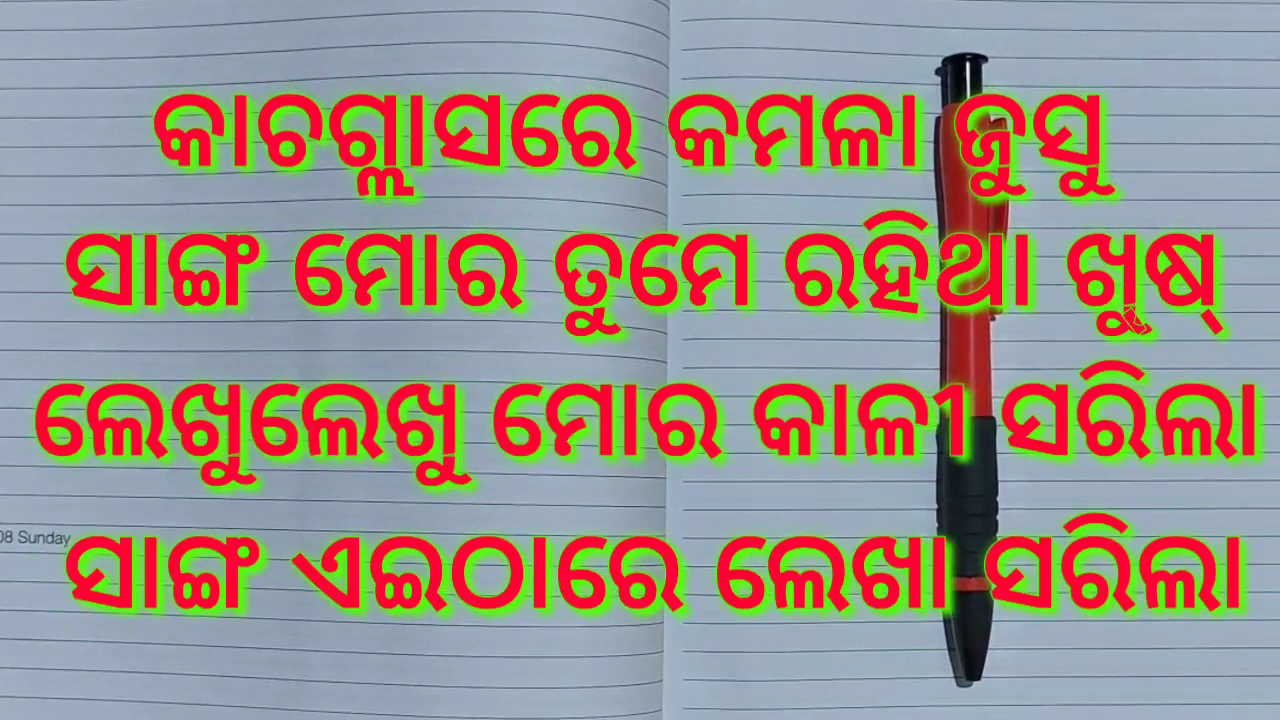 କାଚଗ୍ଲାସରେ କମଳା ଜୁସୁ
ସାଙ୍ଗ ମୋର ତୁମେ ରହିଥା ଖୁଷ୍
ଲେଖୁଲେଖୁ ମୋର କାଳୀ ସରିଲା
08 Sunday
ସାଙ୍ଗ ଏଇଠାରେ ଲେଖା ସରିଲା